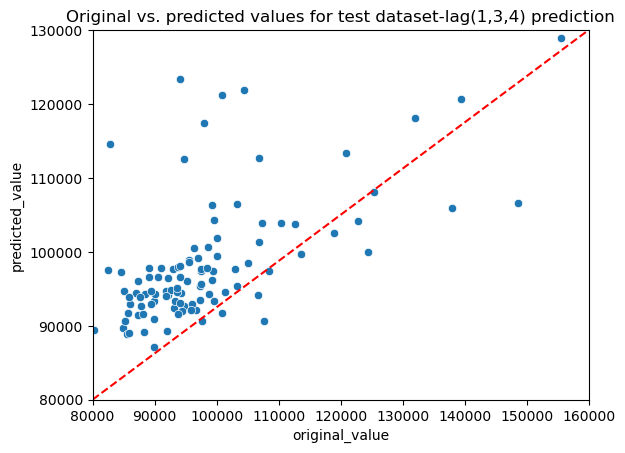 Original vs. predicted values for test dataset-lag(1,3,4) prediction
130000
120000
110000
100000
90000
80000
predicted_value
80000 90000 100000 110000 120000 130000 140000 150000 160000
original_value